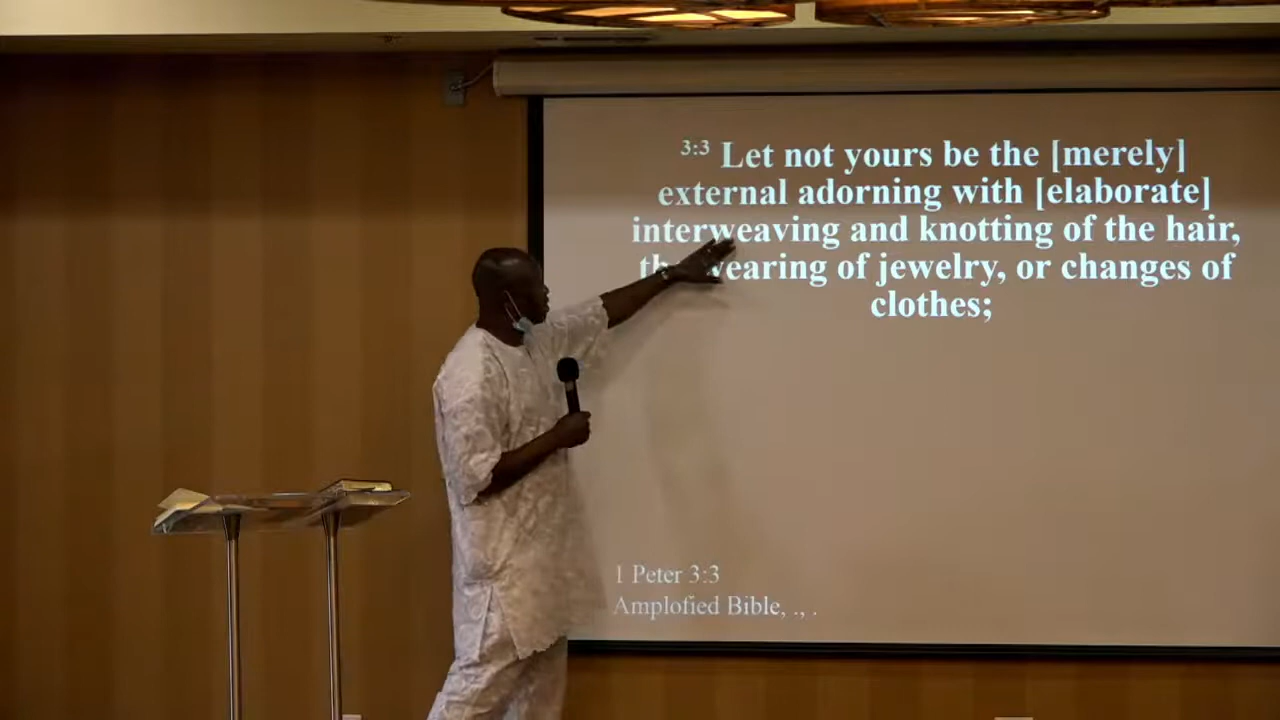 3:3 Let not yours be the [merely]
external adorning with [elaborate]
interweaving and knotting of the hair,
wearing of jewelry, or changes of
clothes;
1 Peter 3:3
Amplofied Bible, ., .